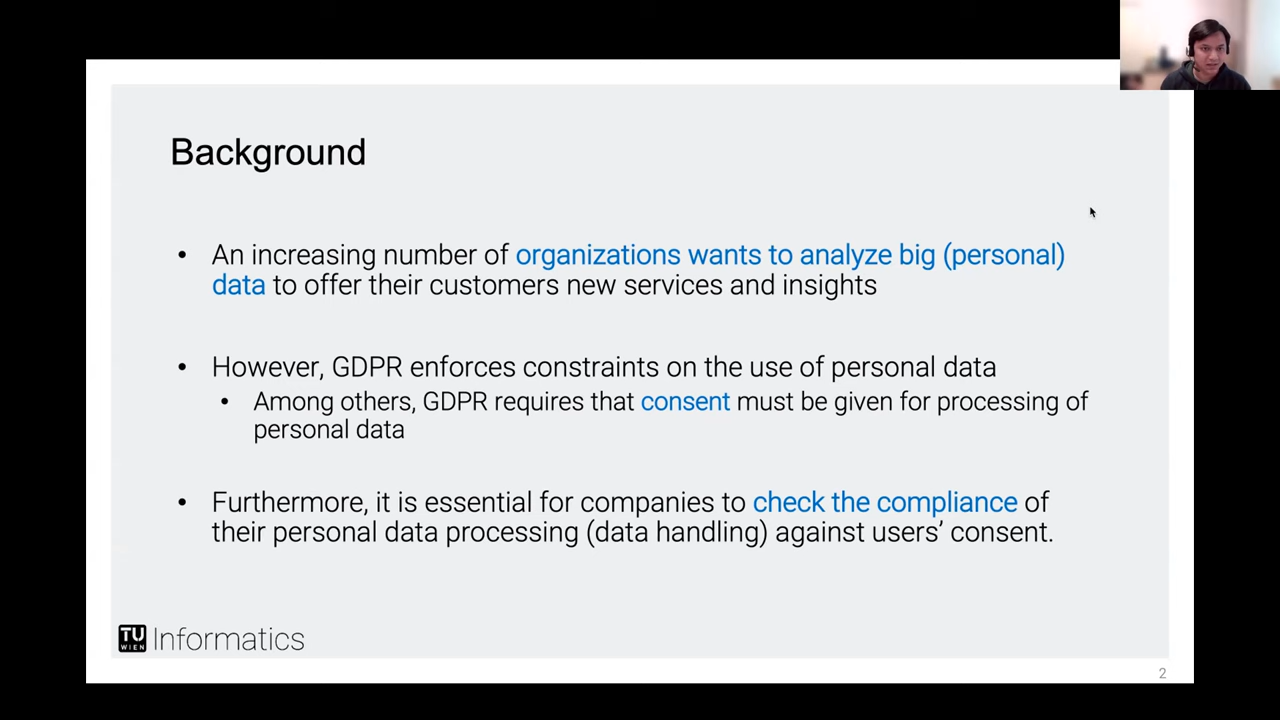 Background
• An increasing number of organizations wants to analyze big (personal)
data to offer their customers new services and insights
• However, GDPR enforces constraints on the use of personal data
• Among others, GDPR requires that consent must be given for processing of
personal data
• Furthermore, it is essential for companies to check the compliance of
their personal data processing (data handling) against users’ consent.
TU
WIEN
Informatics
2